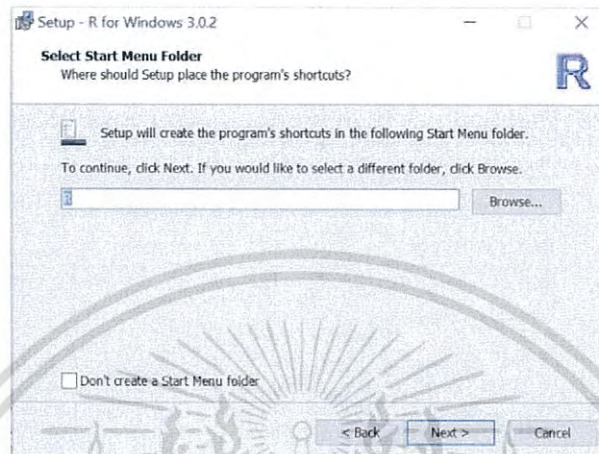 Setup - R for Windows 3.0.2
Select Start Menu Folder
Where should Setup place the program's shortcuts?
R
Setup will create the program's shortcuts in the following Start Menu folder.
To continue, click Next. If you would like to select a different folder, click Browse.
R
Browse...
Don't create a Start Menu folder
< Back
Next >
Cancel